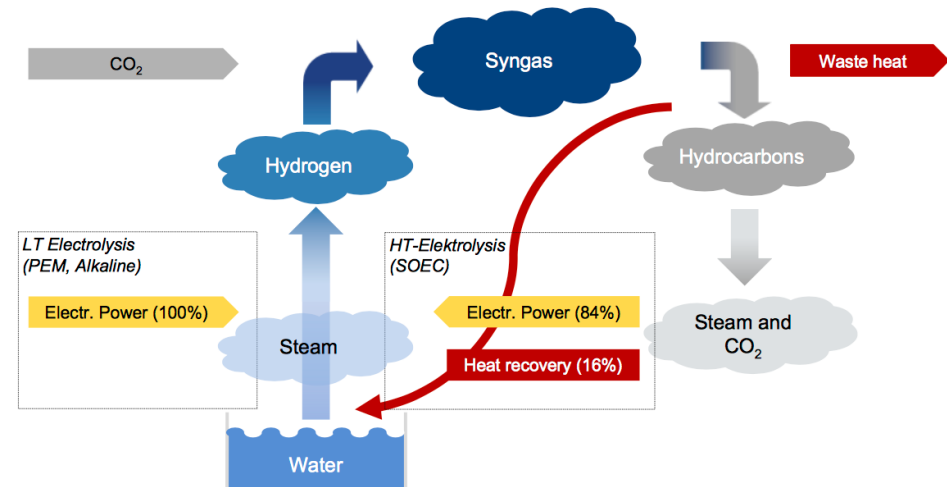 CO₂
Syngas
Waste heat
Hydrogen
Hydrocarbons
LT Electrolysis
(PEM, Alkaline)
HT-Elektrolysis
(SOEC)
Electr. Power (100%)
Electr. Power (84%)
Steam
Steam and
CO₂
Heat recovery (16%)
Water